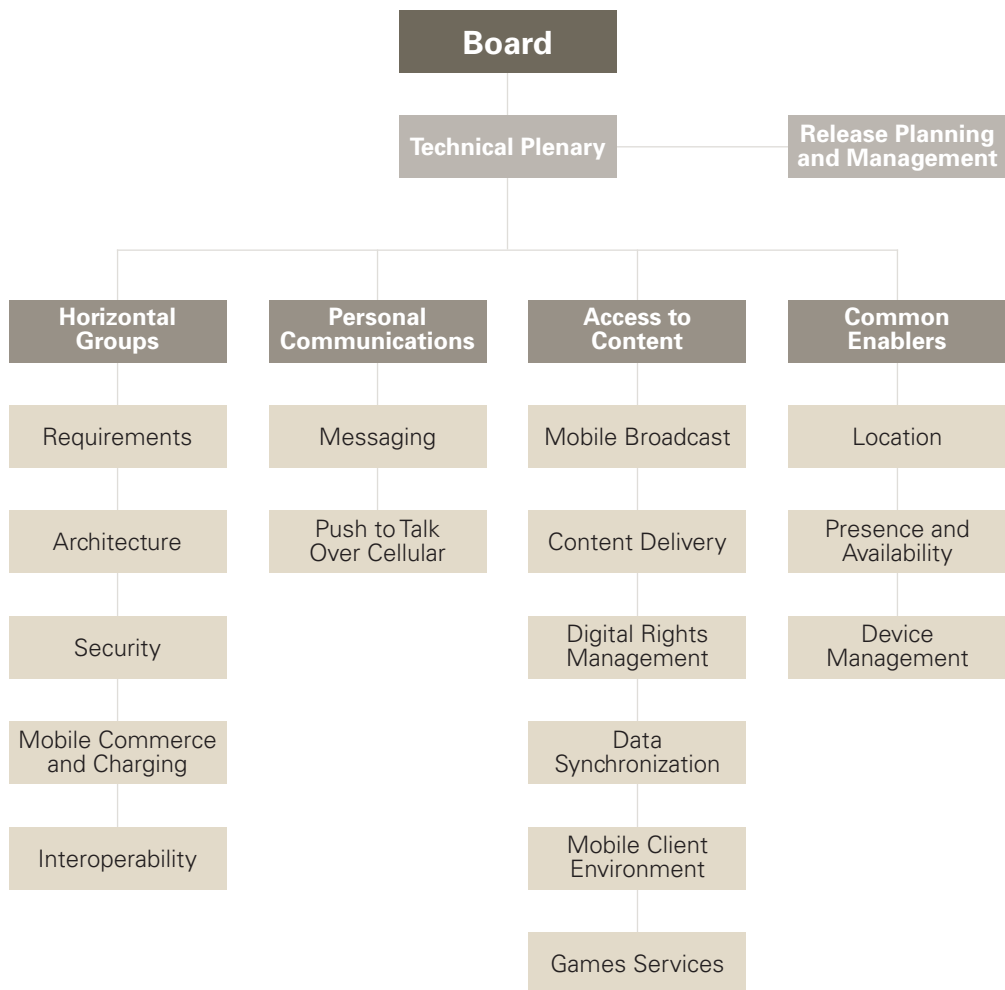 Board
Technical Plenary
Release Planning
and Management
Horizontal
Groups
Personal
Communications
Access to
Content
Common
Enablers
Requirements
Messaging
Mobile Broadcast
Location
Architecture
Push to Talk
Over Cellular
Content Delivery
Presence and
Availability
Security
Digital Rights
Management
Device
Management
Mobile Commerce
and Charging
Data
Synchronization
Interoperability
Mobile Client
Environment
Games Services